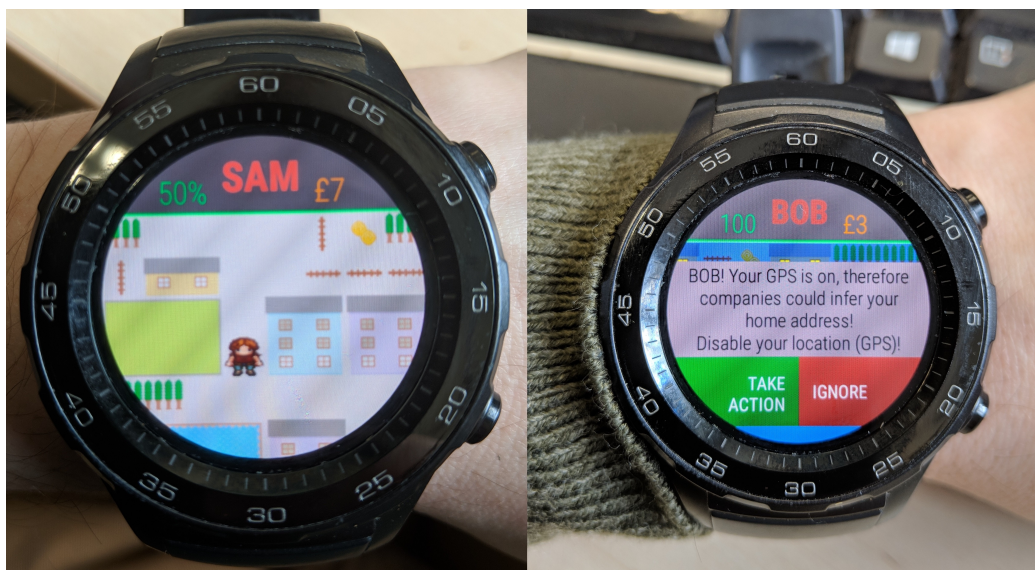 60
55
05
50
10
45
15
40
20
35
25
30
50% SAM £7
60
55
05
50
10
45
15
40
20
35
25
30
100 BOB £3
BOB! Your GPS is on, therefore
companies could infer your
home address!
Disable your location (GPS)!
TAKE
ACTION
IGNORE